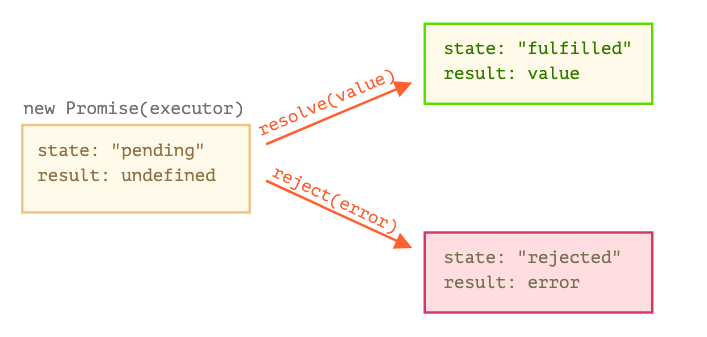 new Promise(executor)
state: "pending"
result: undefined
resolve(value)
reject(error)
state: "fulfilled"
result: value
state: "rejected"
result: error